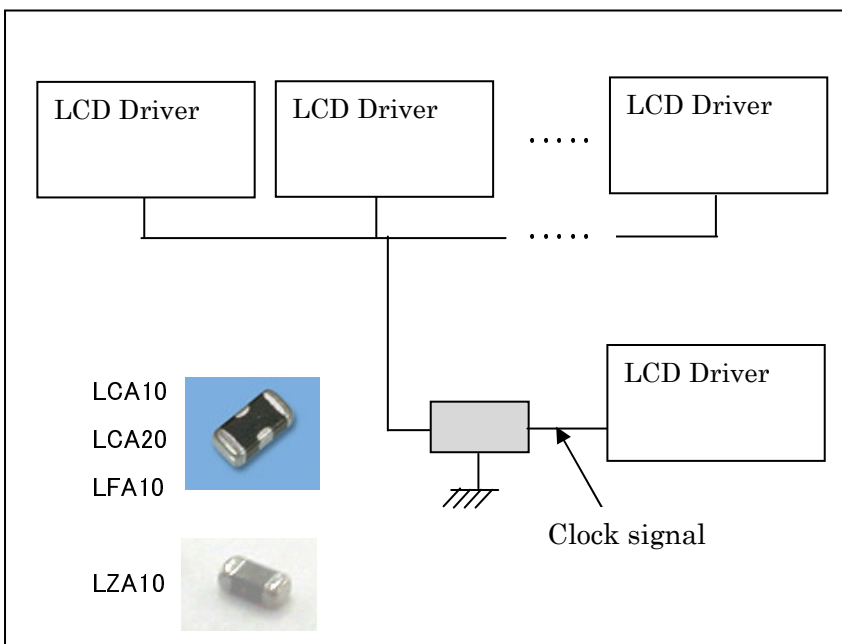 LCD Driver
LCD Driver
LCD Driver
LCD Driver
LCA10
LCA20
LFA10
Clock signal
LZA10